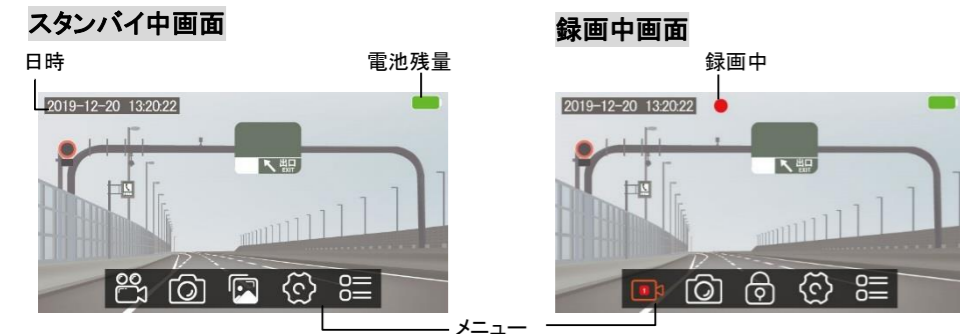 スタンバイ中画面
日時
電池残量
2019-12-20 13:20:22
出口
EXIT
録画中画面
録画中
2019-12-20 13:20:22
出口
EXIT
メニュー